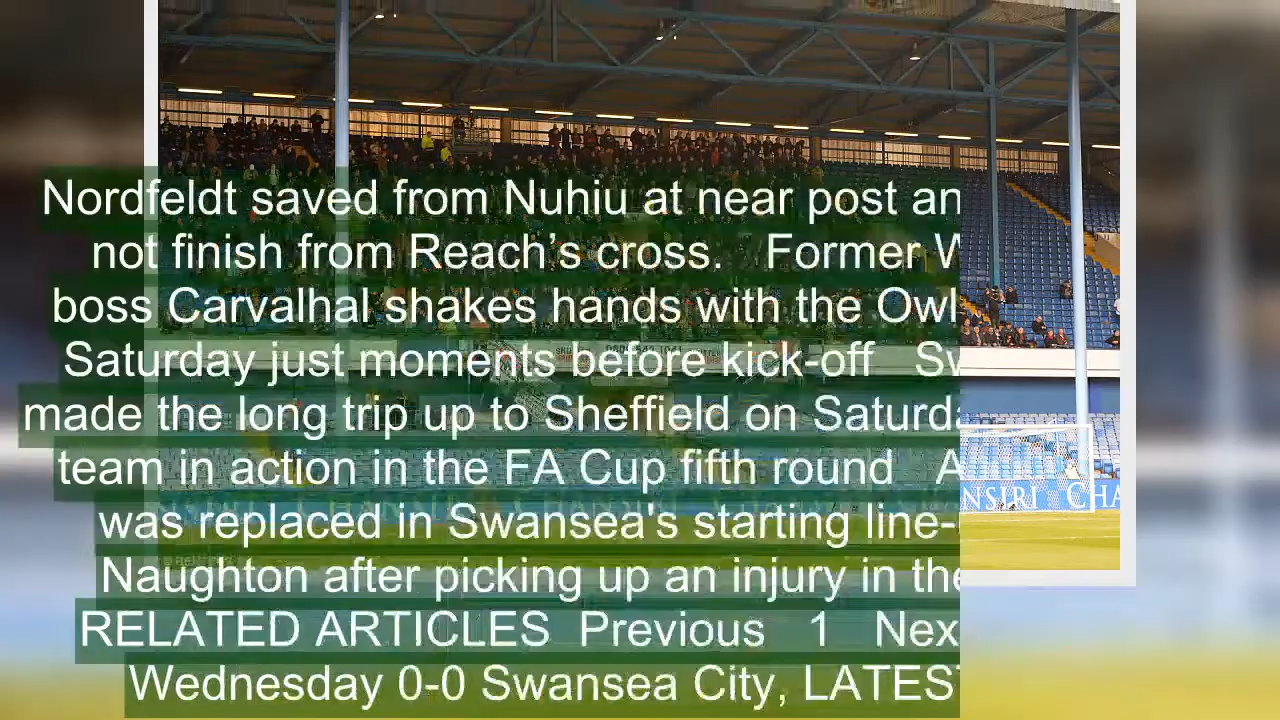 Nordfeldt saved from Nuhiu at near post an
not finish from Reach’s cross. Former W
boss Carvalhal shakes hands with the Owl
Saturday just moments before kick-off Sw
made the long trip up to Sheffield on Saturda
team in action in the FA Cup fifth round A
was replaced in Swansea's starting line-
Naughton after picking up an injury in the
RELATED ARTICLES Previous 1 Nex
Wednesday 0-0 Swansea City, LATEST
NSIRI CHA